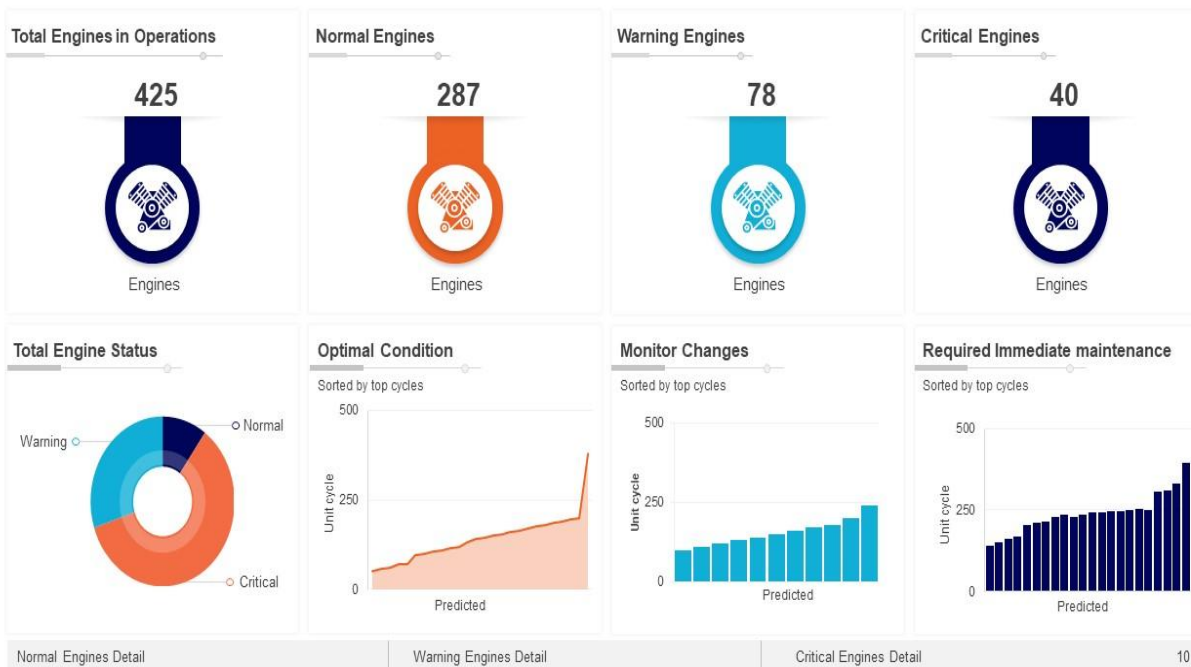 Total Engines in Operations
Normal Engines
Warning Engines
Critical Engines
425
287
78
40
Engines
Engines
Engines
Engines
Total Engine Status
Optimal Condition
Monitor Changes
Required Immediate maintenance
Sorted by top cycles
Sorted by top cycles
Sorted by top cycles
Warning
Normal
Critical
500
250
0
Unit cycle
Predicted
500
250
0
Unit cycle
Predicted
500
250
0
Unit cycle
Predicted
Normal Engines Detail
Warning Engines Detail
Critical Engines Detail
10